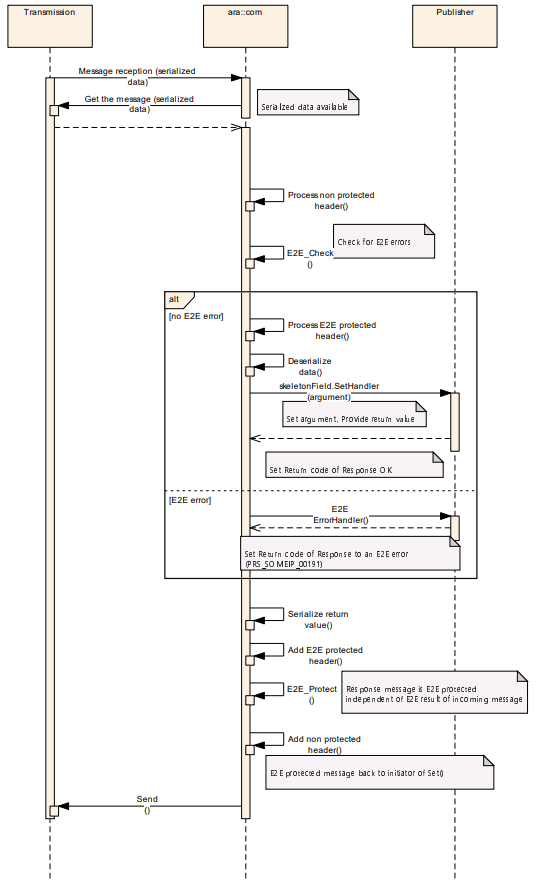 Transmission
ara::com
Publisher
Message reception (serialized
data)
Get the message (serialized
data)
Serialized data available
Process non protected
header()
Check for E2E errors
E2E_Check
()
alt
[no E2E error]
Process E2E protected
header()
Deserialize
data()
skeletonField.SetHandler
(argument)
Set argument, Provide return value
Set Return code of Response OK
[E2E error]
E2E
ErrorHandler()
Set Return code of Response to an E2E error
(PRS_SOMEIP_00191)
Serialize return
value()
Add E2E protected
header()
E2E_Protect
()
Response message is E2E protected
independent of E2E result of incoming message
Add non protected
header()
E2E protected message back to initiator of Set()
Send
()